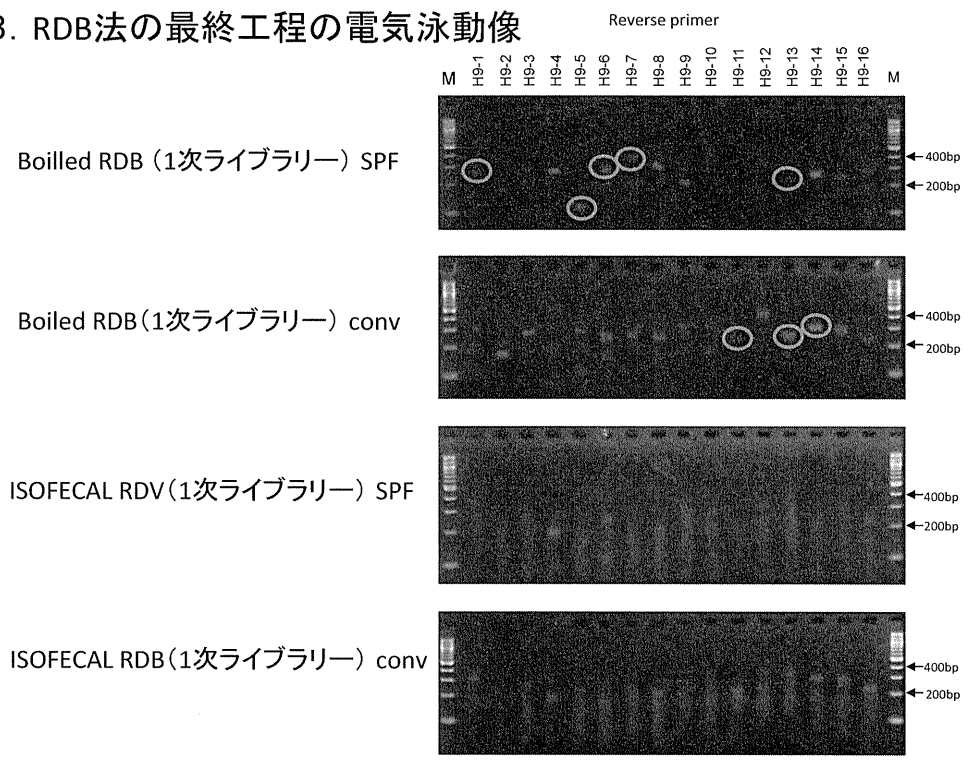 3. RDB法の最終工程の電気泳動像
Reverse primer
M H9-1 H9-2 H9-3 H9-4 H9-5 H9-6 H9-7 H9-8 H9-9 H9-10 H9-11 H9-12 H9-13 H9-14 H9-15 H9-16 M
Boilled RDB (1次ライブラリー) SPF
400bp
200bp
Boiled RDB(1次ライブラリー) conv
400bp
200bp
ISOFECAL RDV(1次ライブラリー) SPF
400bp
200bp
ISOFECAL RDB(1次ライブラリー) conv
400bp
200bp